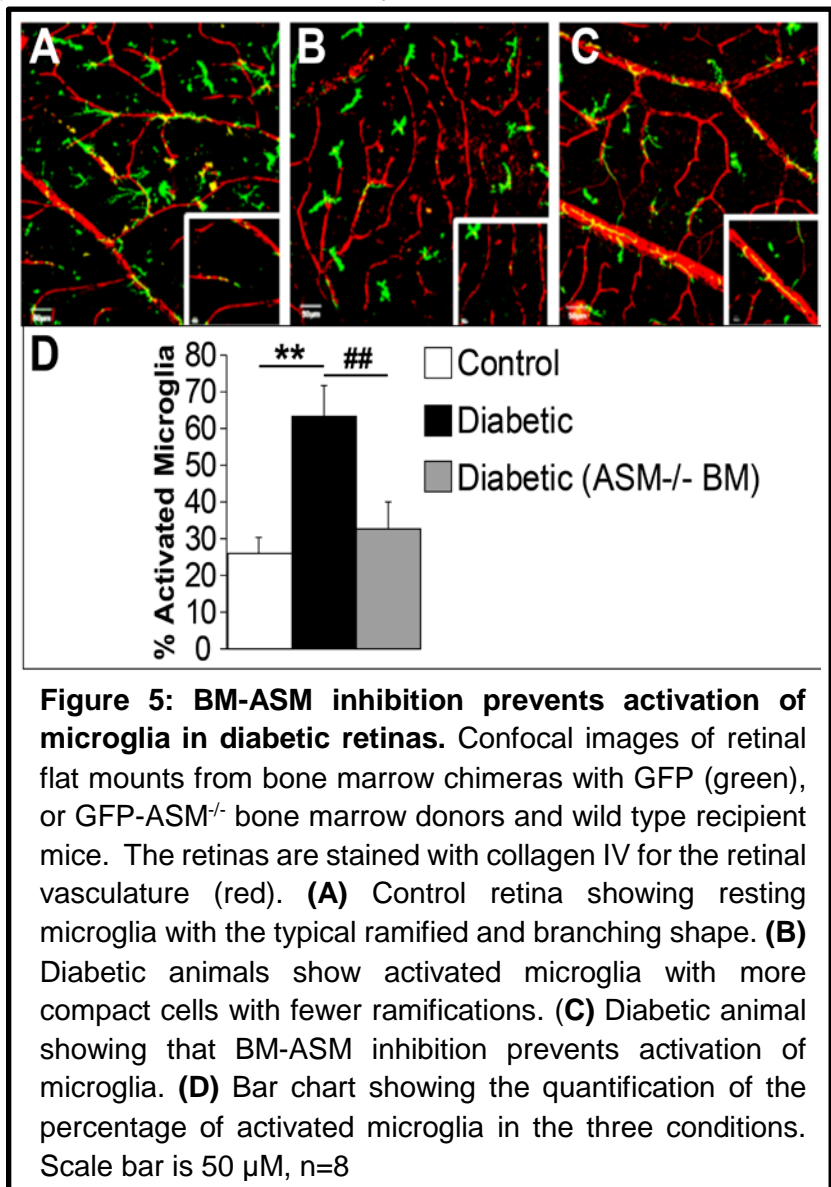 A
B
C
50µm
50µm
50µm
D
% Activated Microglia
80
70
60
50
40
30
20
10
0
**
##
Control
Diabetic
Diabetic (ASM-/- BM)
Figure 5: BM-ASM inhibition prevents activation of
microglia in diabetic retinas. Confocal images of retinal
flat mounts from bone marrow chimeras with GFP (green),
or GFP-ASM-/- bone marrow donors and wild type recipient
mice. The retinas are stained with collagen IV for the retinal
vasculature (red). (A) Control retina showing resting
microglia with the typical ramified and branching shape. (B)
Diabetic animals show activated microglia with more
compact cells with fewer ramifications. (C) Diabetic animal
showing that BM-ASM inhibition prevents activation of
microglia. (D) Bar chart showing the quantification of the
percentage of activated microglia in the three conditions.
Scale bar is 50 µM, n=8